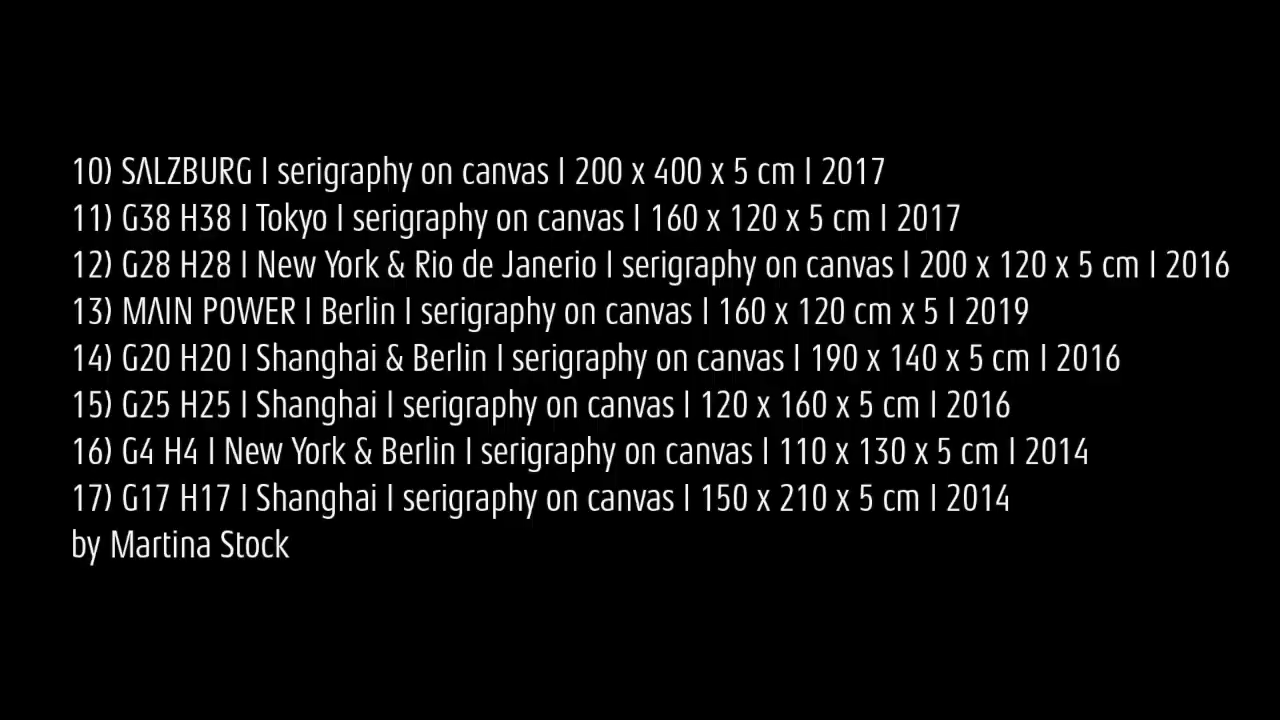 10) SALZBURG I serigraphy on canvas I 200 x 400 x 5 cm I 2017
11) G38 H38 I Tokyo I serigraphy on canvas I 160 x 120 x 5 cm I 2017
12) G28 H28 I New York & Rio de Janerio I serigraphy on canvas I 200 x 120 x 5 cm I 2016
13) MAIN POWER I Berlin I serigraphy on canvas I 160 x 120 cm x 5 I 2019
14) G20 H20 I Shanghai & Berlin I serigraphy on canvas I 190 x 140 x 5 cm I 2016
15) G25 H25 I Shanghai I serigraphy on canvas I 120 x 160 x 5 cm I 2016
16) G4 H4 I New York & Berlin I serigraphy on canvas I 110 x 130 x 5 cm I 2014
17) G17 H17 I Shanghai I serigraphy on canvas I 150 x 210 x 5 cm I 2014
by Martina Stock